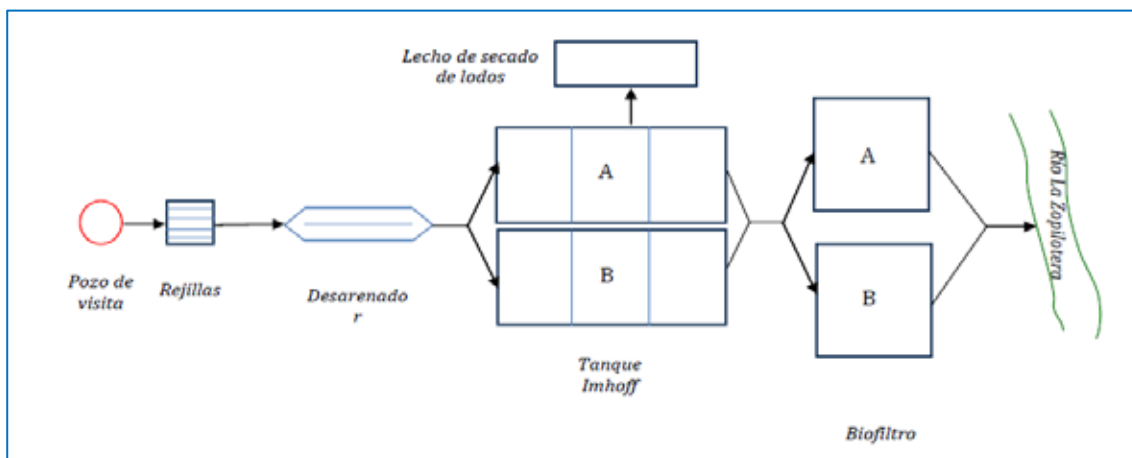 Lecho de secado
de lodos
A
A
Río La Zopilotera
B
B
Pozo de
visita
Rejillas
Desarenado
r
Tanque
Imhoff
Biofiltro